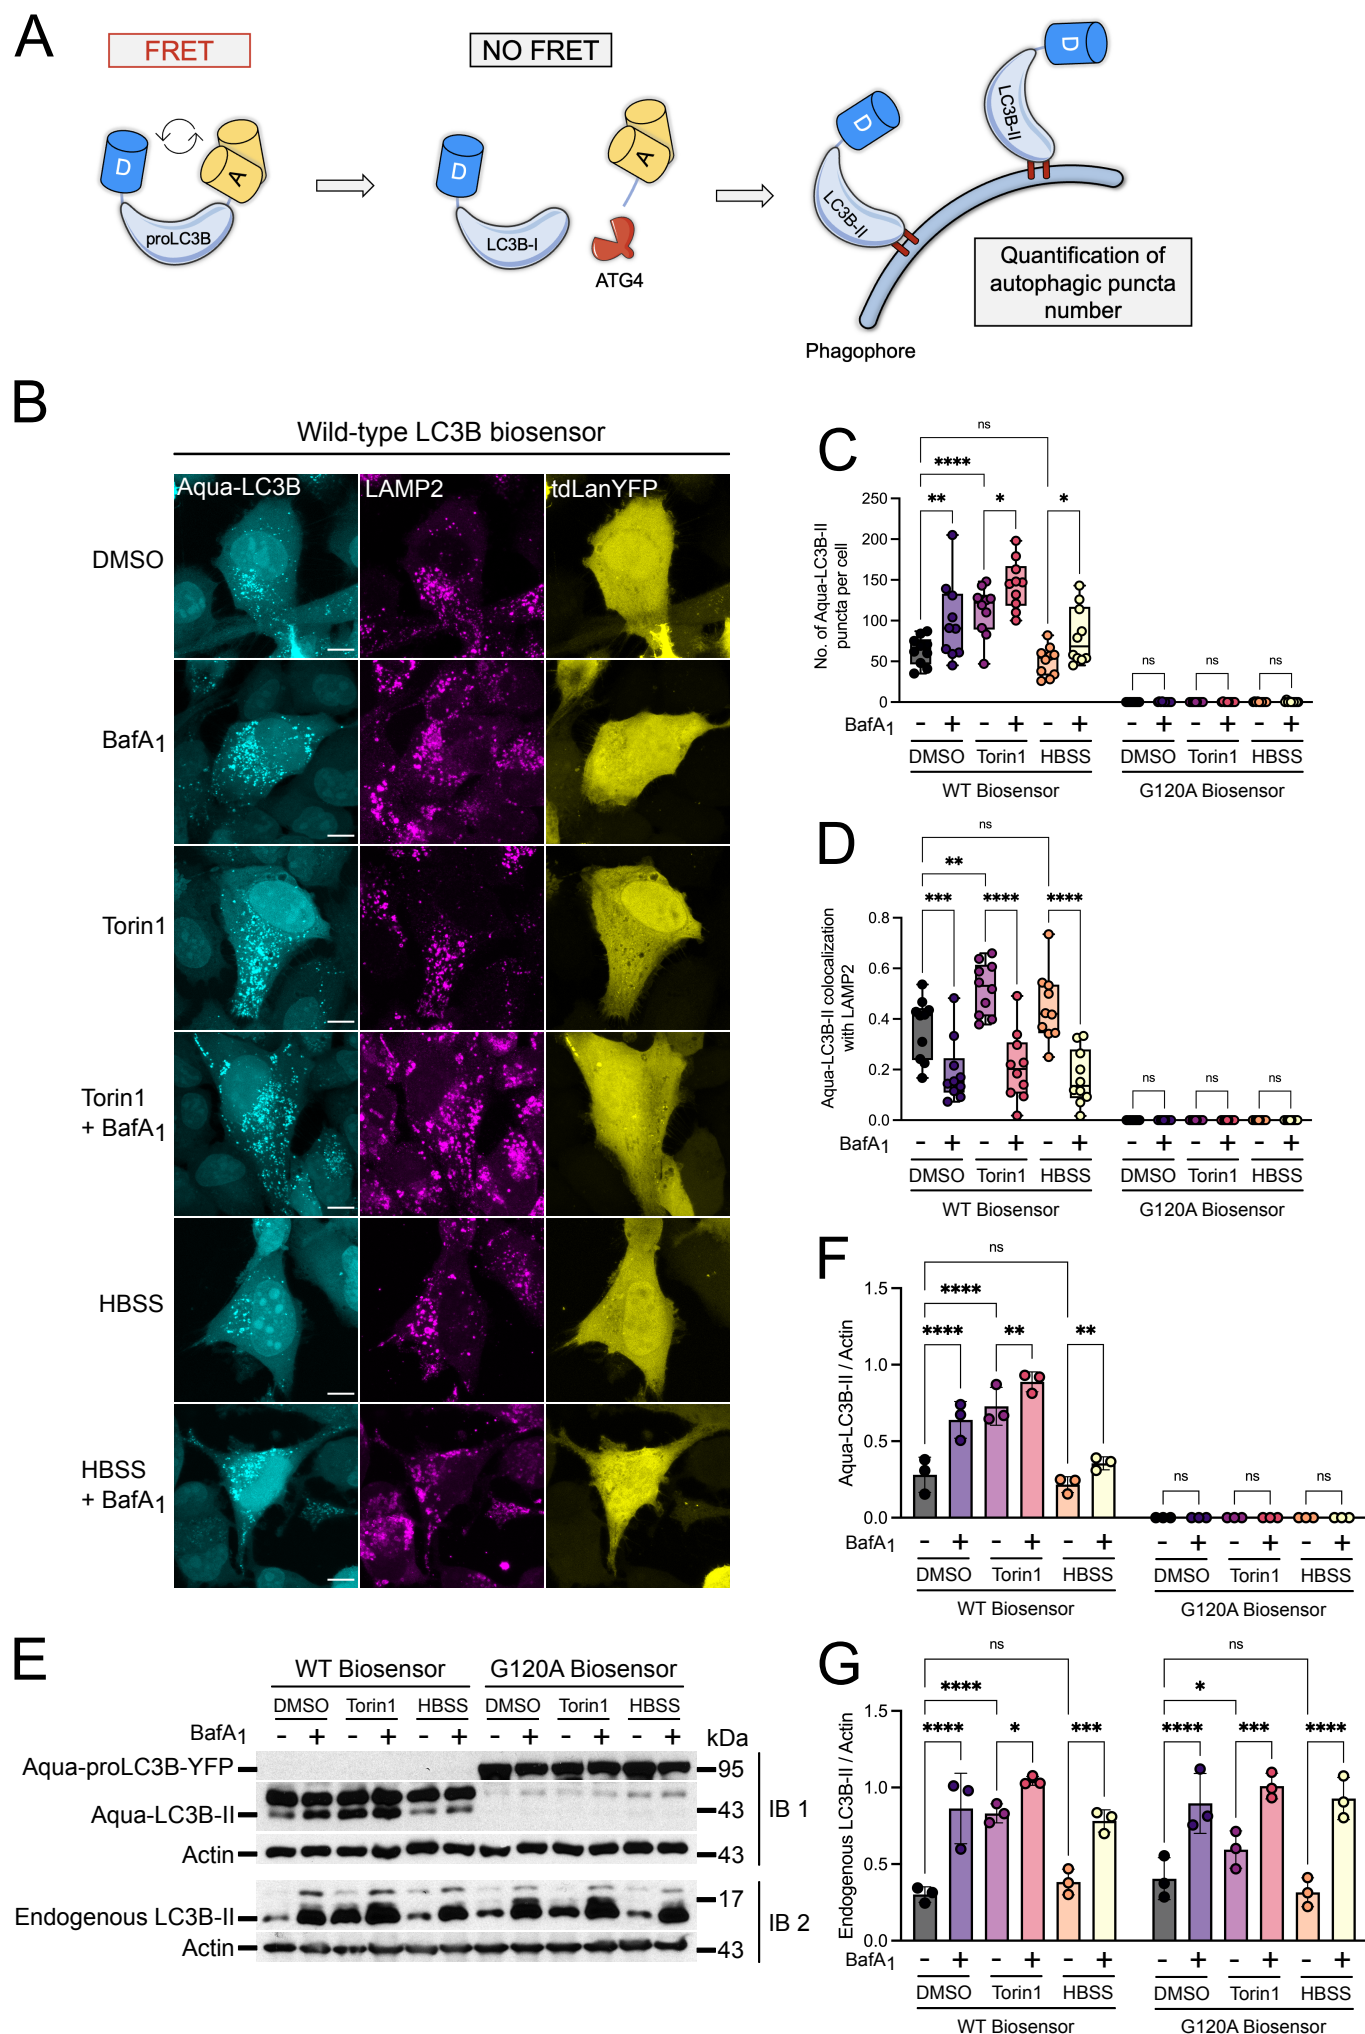 A
FRET
NO FRET
D
A
proLC3B
D
A
LC3B-I
ATG4
D
LC3B-II
D
LC3B-II
Quantification of
autophagic puncta
number
Phagophore
B
Wild-type LC3B biosensor
Aqua-LC3B
LAMP2
tdLanYFP
DMSO
BafA1
Torin1
Torin1
+ BafA1
HBSS
HBSS
+ BafA1
C
No. of Aqua-LC3B-II
puncta per cell
250
200
150
100
50
0
ns
****
** * *
ns ns ns
BafA1 - + - + - + - + - + - +
DMSO Torin1 HBSS DMSO Torin1 HBSS
WT Biosensor G120A Biosensor
D
Aqua-LC3B-II colocalization
with LAMP2
0.8
0.6
0.4
0.2
0.0
ns
**
*** **** ****
ns ns ns
BafA1 - + - + - + - + - + - +
DMSO Torin1 HBSS DMSO Torin1 HBSS
WT Biosensor G120A Biosensor
F
Aqua-LC3B-II / Actin
1.5
1.0
0.5
0.0
ns
****
**** ** **
ns ns ns
BafA1 - + - + - + - + - + - +
DMSO Torin1 HBSS DMSO Torin1 HBSS
WT Biosensor G120A Biosensor
E
WT Biosensor G120A Biosensor
DMSO Torin1 HBSS DMSO Torin1 HBSS
BafA1 - + - + - + - + - + - + kDa
Aqua-proLC3B-YFP 95
Aqua-LC3B-II 43
Actin 43
IB 1
17
Endogenous LC3B-II
Actin 43
IB 2
G
Endogenous LC3B-II / Actin
1.5
1.0
0.5
0.0
ns ns
**** *
**** * *** **** *** ****
BafA1 - + - + - + - + - + - +
DMSO Torin1 HBSS DMSO Torin1 HBSS
WT Biosensor G120A Biosensor